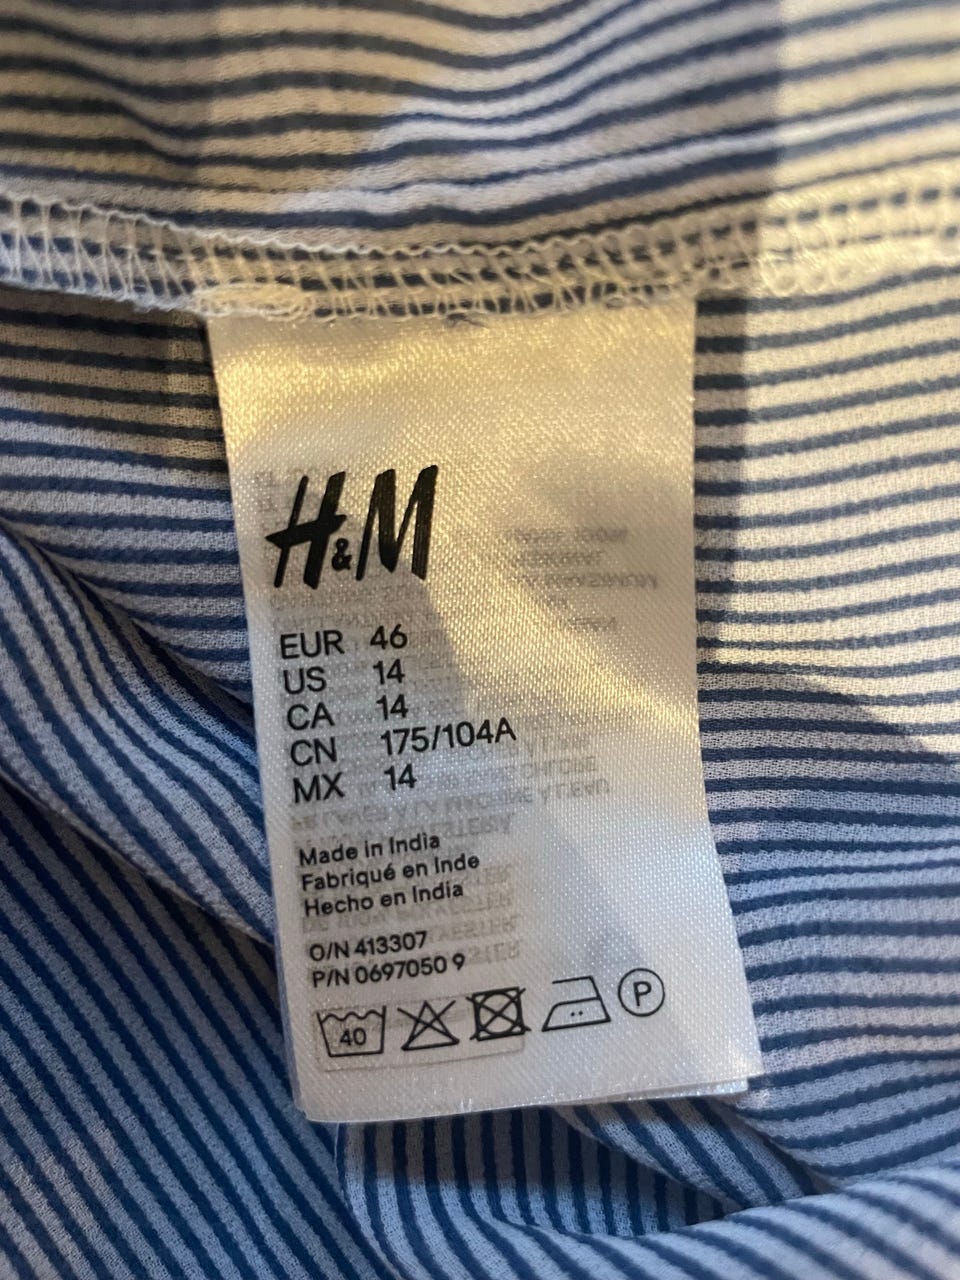 H&M
EUR 46
US 14
CA 14
CN 175/104A
MX 14
Made in India
Fabriqué en Inde
Hecho en India
O/N 413307
P/N 0697050 9
40 P